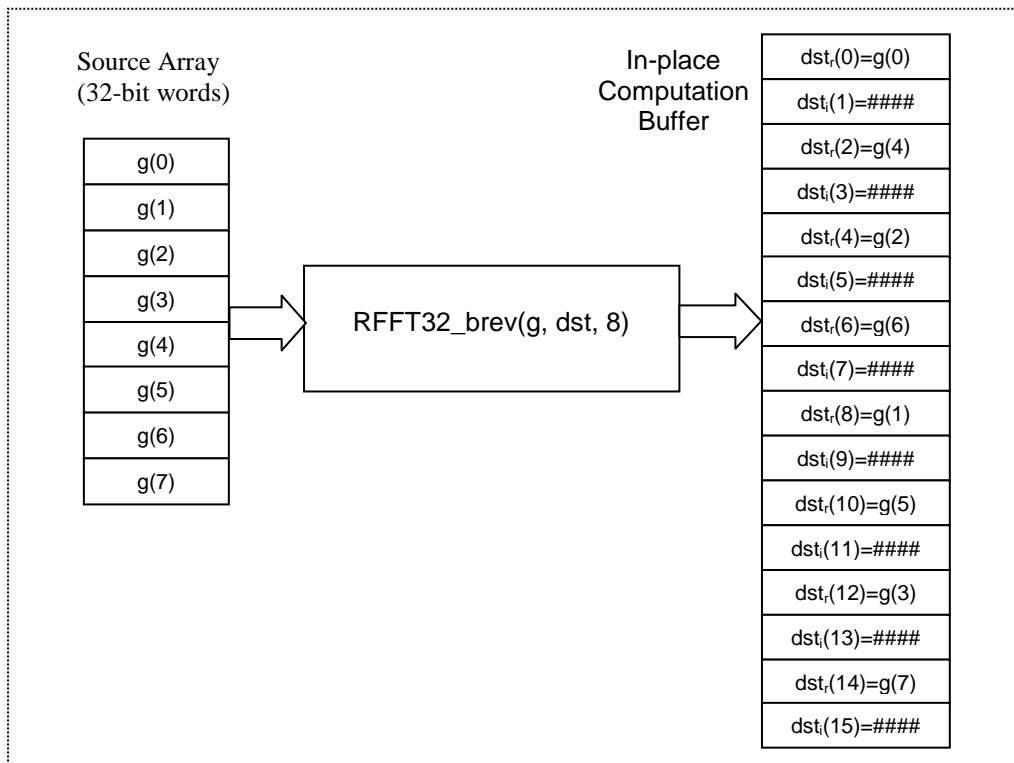 Source Array
(32-bit words)
g(0)
g(1)
g(2)
g(3)
g(4)
g(5)
g(6)
g(7)
RFFT32_brev(g, dst, 8)
In-place
Computation
Buffer
dstᵣ(0)=g(0)
dstᵢ(1)=####
dstᵣ(2)=g(4)
dstᵢ(3)=####
dstᵣ(4)=g(2)
dstᵢ(5)=####
dstᵣ(6)=g(6)
dstᵢ(7)=####
dstᵣ(8)=g(1)
dstᵢ(9)=####
dstᵣ(10)=g(5)
dstᵢ(11)=####
dstᵣ(12)=g(3)
dstᵢ(13)=####
dstᵣ(14)=g(7)
dstᵢ(15)=####